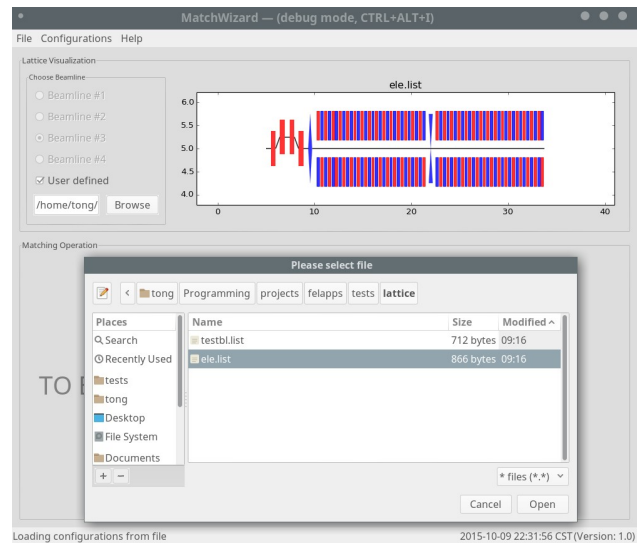 MatchWizard — (debug mode, CTRL+ALT+I)
File Configurations Help
Lattice Visualization
Choose Beamline
Beamline #1
Beamline #2
Beamline #3
Beamline #4
User defined
/home/tong/ Browse
ele.list
6.0
5.5
5.0
4.5
4.0
0 10 20 30 40
Matching Operation
TO
Please select file
tong Programming projects felapps tests lattice
Places
Search
Recently Used
tests
tong
Desktop
File System
Documents
Name Size Modified
testbl.list 712 bytes 09:16
ele.list 866 bytes 09:16
* files (*.*)
Cancel Open
Loading configurations from file 2015-10-09 22:31:56 CST(Version: 1.0)